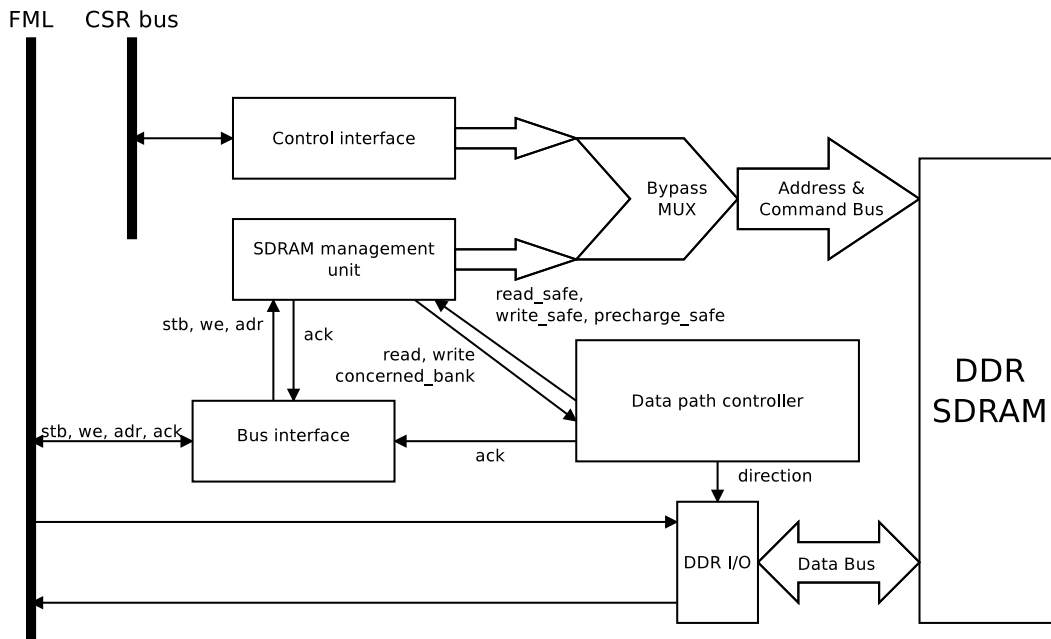 FML
CSR bus
Control interface
Bypass
MUX
Address &
Command Bus
SDRAM management
unit
read_safe,
write_safe, precharge_safe
stb, we, adr
ack
read, write
concerned_bank
DDR
SDRAM
Data path controller
stb, we, adr, ack
Bus interface
ack
direction
DDR I/O
Data Bus